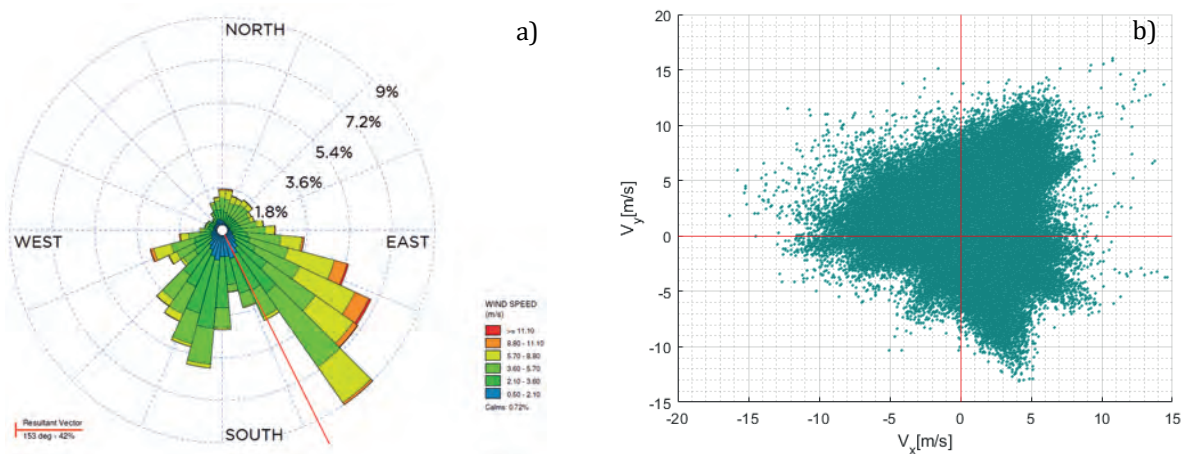 NORTH
a)
9%
7.2%
5.4%
3.6%
1.8%
WEST
EAST
WIND SPEED
(m/s)
>= 11.10
8.80 - 11.10
5.70 - 8.80
3.60 - 5.70
2.10 - 3.60
0.50 - 2.10
Calms: 0.72%
Resultant Vector
153 deg - 42%
SOUTH
b)
20
15
10
5
0
-5
-10
-15
V_y[m/s]
-20
-15
-10
-5
0
5
10
15
V_x[m/s]